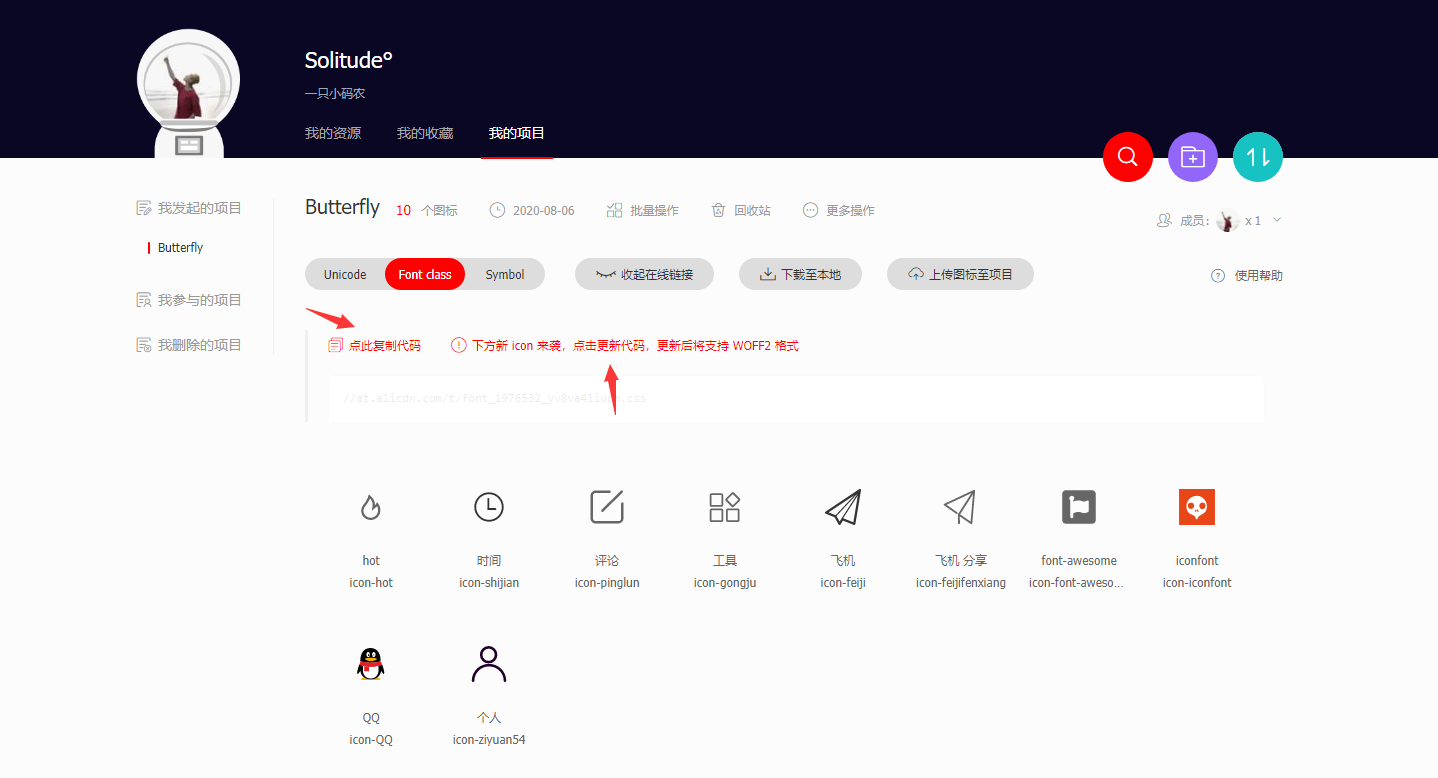 Solitude°
一只小码农
我的资源 我的收藏 我的项目
我发起的项目
Butterfly
我参与的项目
我删除的项目
Butterfly 10 个图标 2020-08-06 批量操作 回收站 更多操作
成员： x 1
Unicode Font class Symbol 收起在线链接 下载至本地 上传图标至项目
使用帮助
点此复制代码 下方新 icon 来袭，点击更新代码，更新后将支持 WOFF2 格式
hot 时间 评论 工具 飞机 飞机 分享 font-awesome iconfont
icon-hot icon-shijian icon-pinglun icon-gongju icon-feiji icon-feijifenxiang icon-font-aweso... icon-iconfont
QQ 个人
icon-QQ icon-ziyuan54